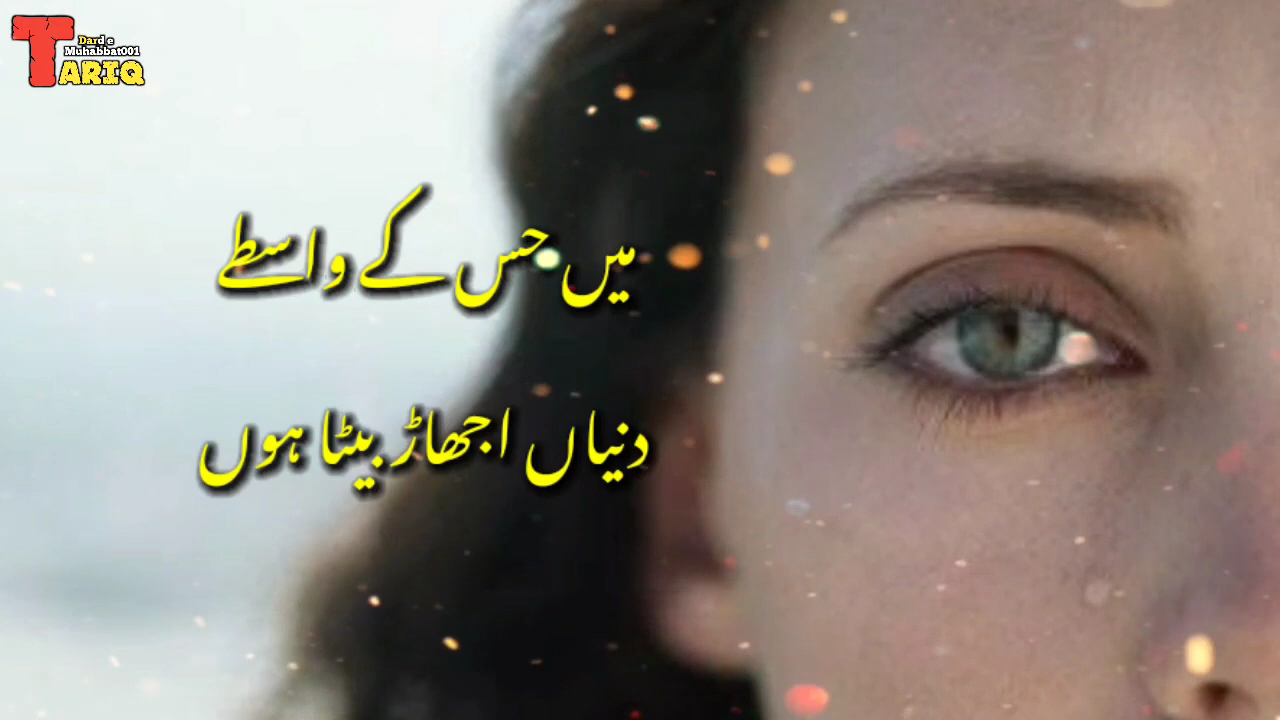 Dard e
Muhabbat001
TARIQ
میں جس کے واسطے
دنیاں اجھاڑ بیٹا ہوں